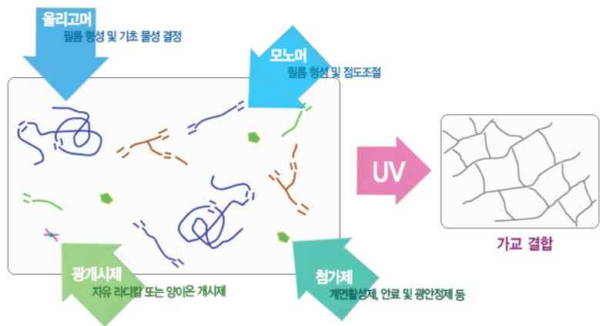 올리고머
필름 형성 및 기초 물성 결정
모노머
필름 형성 및 점도조절
UV
가교 결합
광개시제
자유 라디칼 또는 양이온 개시제
첨가제
계면활성제, 안료 및 광안정제 등